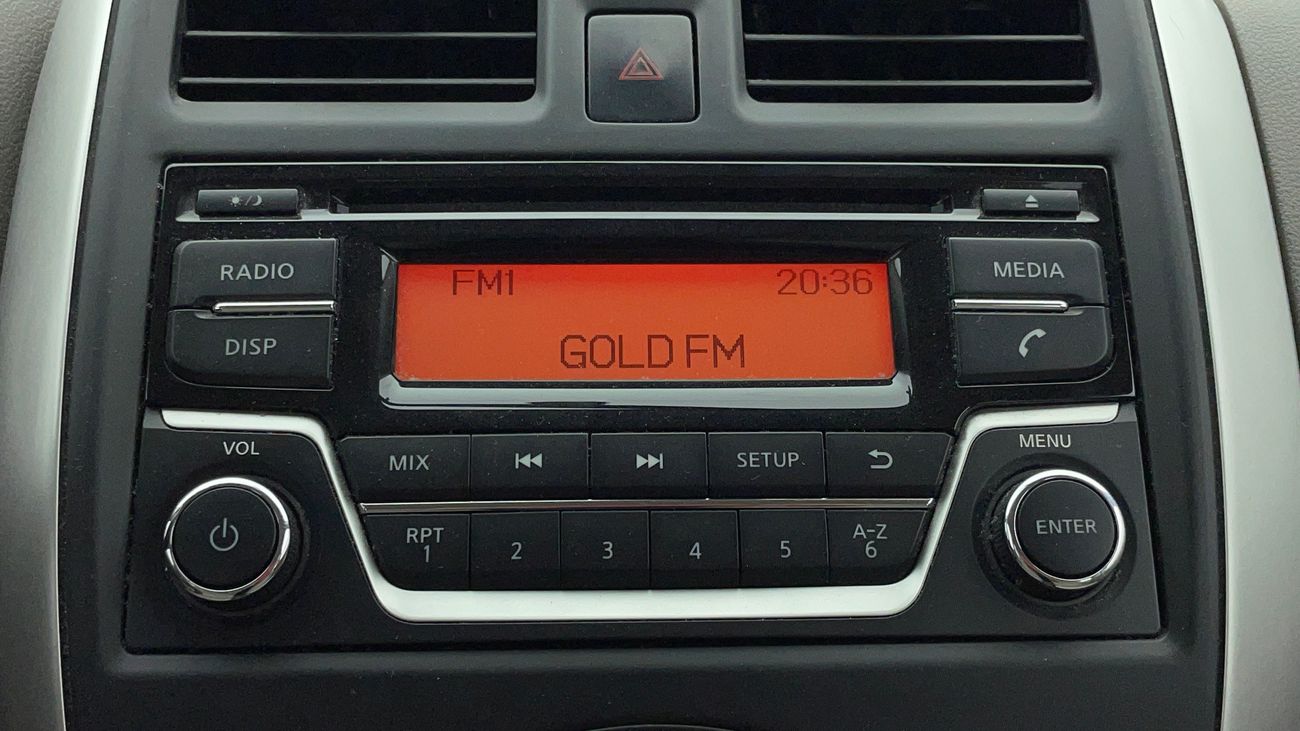 RADIO
DISP
FM1 20:36
GOLD FM
MEDIA
VOL
MIX
SETUP
MENU
RPT
1
2
3
4
5
A-Z
6
ENTER